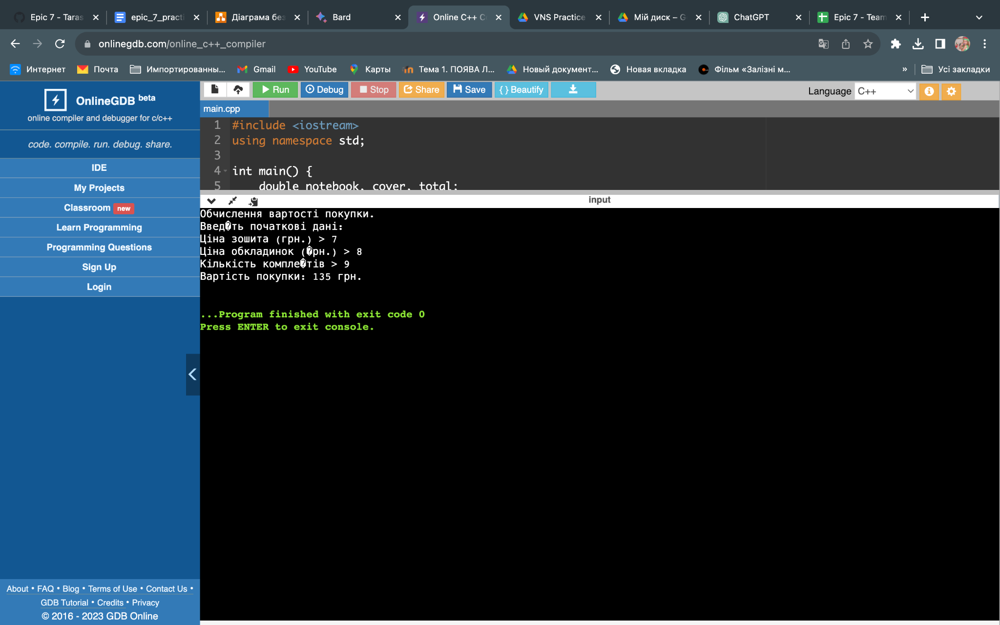 Epic 7 - Taras
epic_7_practi
Діаграма без
Bard
Online C++ C
VNS Practice
Мій диск – G
ChatGPT
Epic 7 - Team
onlinegdb.com/online_c++_compiler
Интернет
Почта
Импортированны...
Gmail
YouTube
Карты
Тема 1. ПОЯВА Л...
Новый документ...
Новая вкладка
Фільм «Залізні м...
»
Усі закладки
OnlineGDB beta
online compiler and debugger for c/c++
code. compile. run. debug. share.
IDE
My Projects
Classroom new
Learn Programming
Programming Questions
Sign Up
Login
Run
Debug
Stop
Share
Save
{ } Beautify
Language C++
main.cpp
1 #include <iostream>
2 using namespace std;
3
4 int main() {
5 double notebook, cover, total;
input
Обчислення вартості покупки.
Введ�ть початкові дані:
Ціна зошита (грн.) > 7
Ціна обкладинок (�рн.) > 8
Кількість компле�тів > 9
Вартість покупки: 135 грн.
...Program finished with exit code 0
Press ENTER to exit console.
About • FAQ • Blog • Terms of Use • Contact Us •
GDB Tutorial • Credits • Privacy
© 2016 - 2023 GDB Online